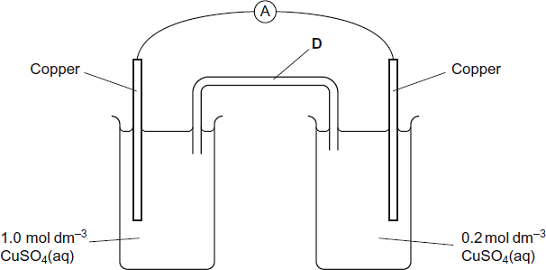 A
D
Copper
Copper
1.0 mol dm⁻³
CuSO₄(aq)
0.2 mol dm⁻³
CuSO₄(aq)